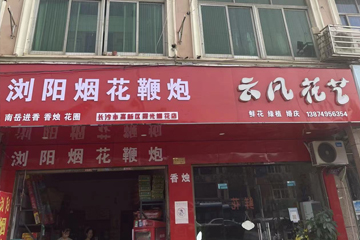 浏阳烟花鞭炮
南岳进香 香烛 花圈
云风花艺
鲜花 绿植 婚庆 13874956354
浏阳烟花鞭炮
香烛